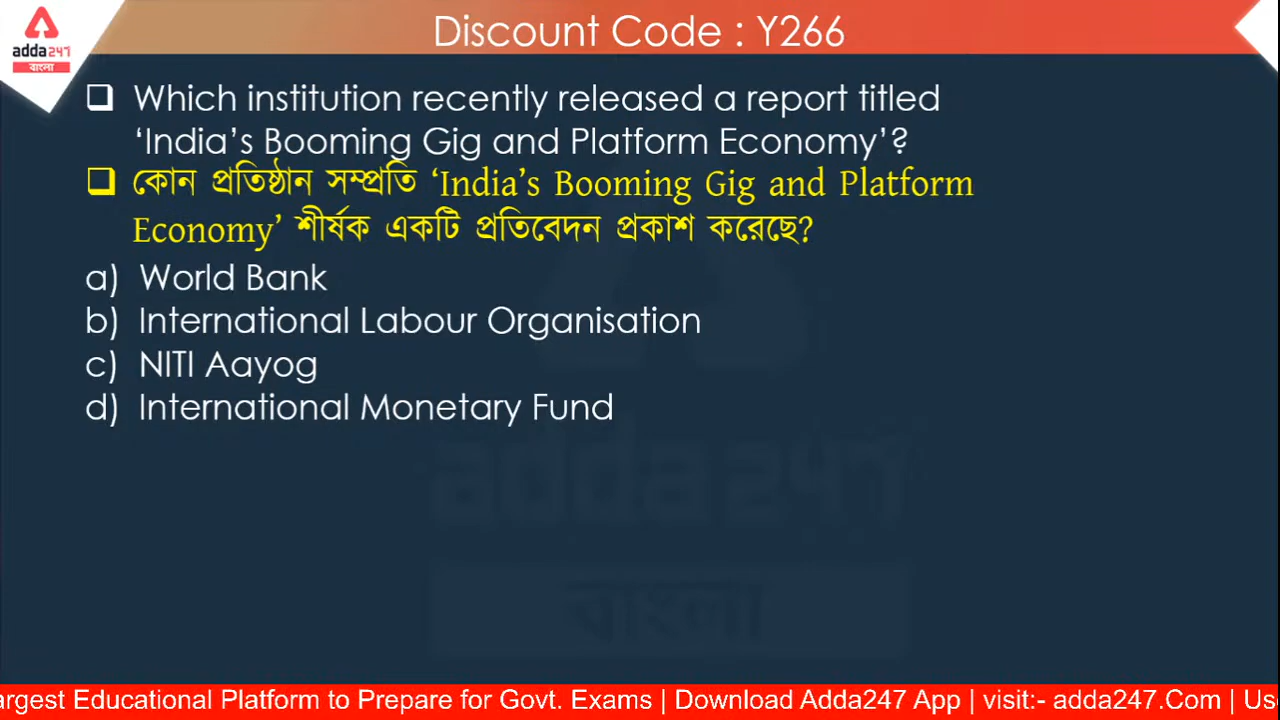 Discount Code : Y266
adda247
বাংলা
❑ Which institution recently released a report titled
‘India’s Booming Gig and Platform Economy’?
❑ কোন প্রতিষ্ঠান সম্প্রতি ‘India’s Booming Gig and Platform
Economy’ শীর্ষক একটি প্রতিবেদন প্রকাশ করেছে?
a) World Bank
b) International Labour Organisation
c) NITI Aayog
d) International Monetary Fund
adda247
বাংলা
argest Educational Platform to Prepare for Govt. Exams | Download Adda247 App | visit:- adda247.Com | Us